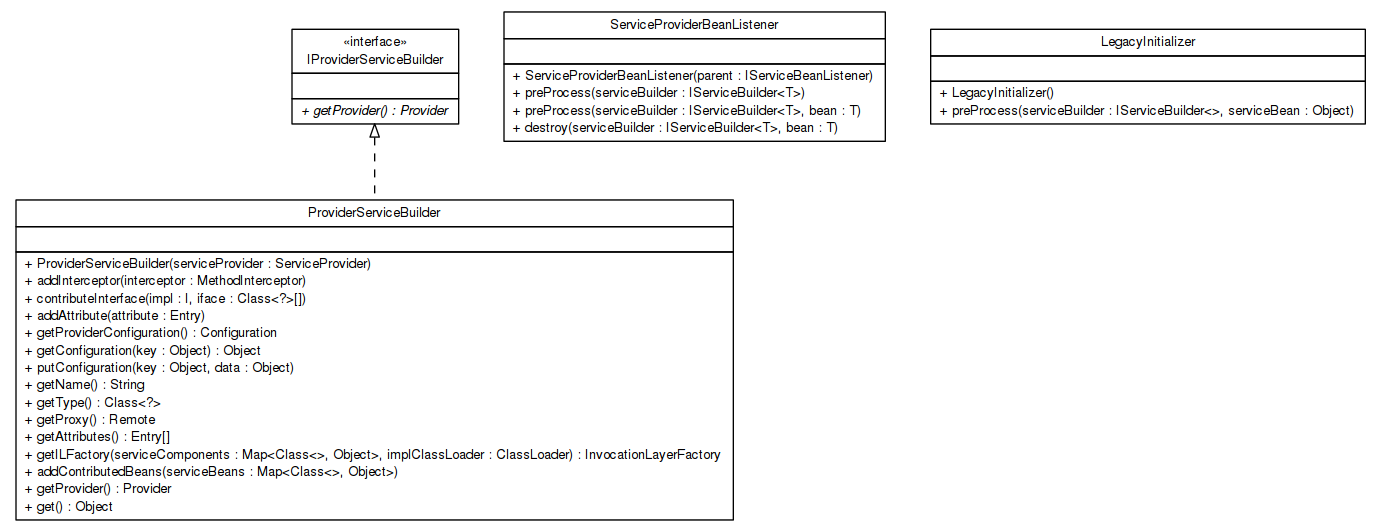 «interface»
IProviderServiceBuilder
+ getProvider() : Provider
ServiceProviderBeanListener
+ ServiceProviderBeanListener(parent : IServiceBeanListener)
+ preProcess(serviceBuilder : IServiceBuilder<T>)
+ preProcess(serviceBuilder : IServiceBuilder<T>, bean : T)
+ destroy(serviceBuilder : IServiceBuilder<T>, bean : T)
LegacyInitializer
+ LegacyInitializer()
+ preProcess(serviceBuilder : IServiceBuilder<>, serviceBean : Object)
ProviderServiceBuilder
+ ProviderServiceBuilder(serviceProvider : ServiceProvider)
+ addInterceptor(interceptor : MethodInterceptor)
+ contributeInterface(impl : I, iface : Class<?>[])
+ addAttribute(attribute : Entry)
+ getProviderConfiguration() : Configuration
+ getConfiguration(key : Object) : Object
+ putConfiguration(key : Object, data : Object)
+ getName() : String
+ getType() : Class<?>
+ getProxy() : Remote
+ getAttributes() : Entry[]
+ getILFactory(serviceComponents : Map<Class<>, Object>, implClassLoader : ClassLoader) : InvocationLayerFactory
+ addContributedBeans(serviceBeans : Map<Class<>, Object>)
+ getProvider() : Provider
+ get() : Object